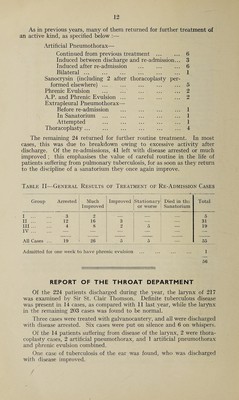 12
As in previous years, many of them returned for further treatment of
an active kind, as specified below :—
Artificial Pneumothorax—
Continued from previous treatment ... ... 6
Induced between discharge and re-admission... 3
Induced after re-admission ... ... ... 6
Bilateral ... ... ... ... ... ... 1
Sanocrysin (including 2 after thoracoplasty per-
formed elsewhere) ... ... ... ... ... 5
Phrenic Evulsion ... ... ... ... ... 2
A.P. and Phrenic Evulsion ... ... ... ... 2
Extrapleural Pneumothorax—
Before re-admission ... ... ... ... 1
In Sanatorium ... ... ... ... ... 1
Attempted ... ... ... ... ... 1
Thoracoplasty ... ... ... ... ... ... 4
The remaining 24 returned for further routine treatment. In most
cases, this was due to breakdown owing to excessive activity after
discharge. Of the re-admissions, 41 left with disease arrested or much
improved ; this emphasises the value of careful routine in the life of
patients suffering from pulmonary tuberculosis, for as soon as they return
to the discipline of a sanatorium they once again improve.
Table II—General Results of Treatment of Re-Admission Cases
Group Arrested Much Improved Improved Stationary or worse Died in the Sanatorium Total
I ... 3 2 — — — 5
II ... 12 16 3 — — 31
III ... 4 9 2 5 — 19
IV ... — — — — — —
All Cases ... 19 26 5 5 — 55
Admitted for one week to have phrenic evulsion ... ... ... ... 1
56
REPORT OF THE THROAT DEPARTMENT
Of the 224 patients discharged during the year, the larynx of 217
was examined by Sir St. Clair Thomson. Definite tuberculous disease
was present in 14 cases, as compared with 11 last year, while the larynx
in the remaining 203 cases was found to be normal.
Three cases were treated with galvanocautery, and all were discharged
with disease arrested. Six cases were put on silence and 6 on whispers.
Of the 14 patients suffering from disease of the larynx, 2 were thora-
coplasty cases, 2 artificial pneumothorax, and 1 artificial pneumothorax
and phrenic evulsion combined.
One case of tuberculosis of the ear was found, who was discharged
with disease improved.